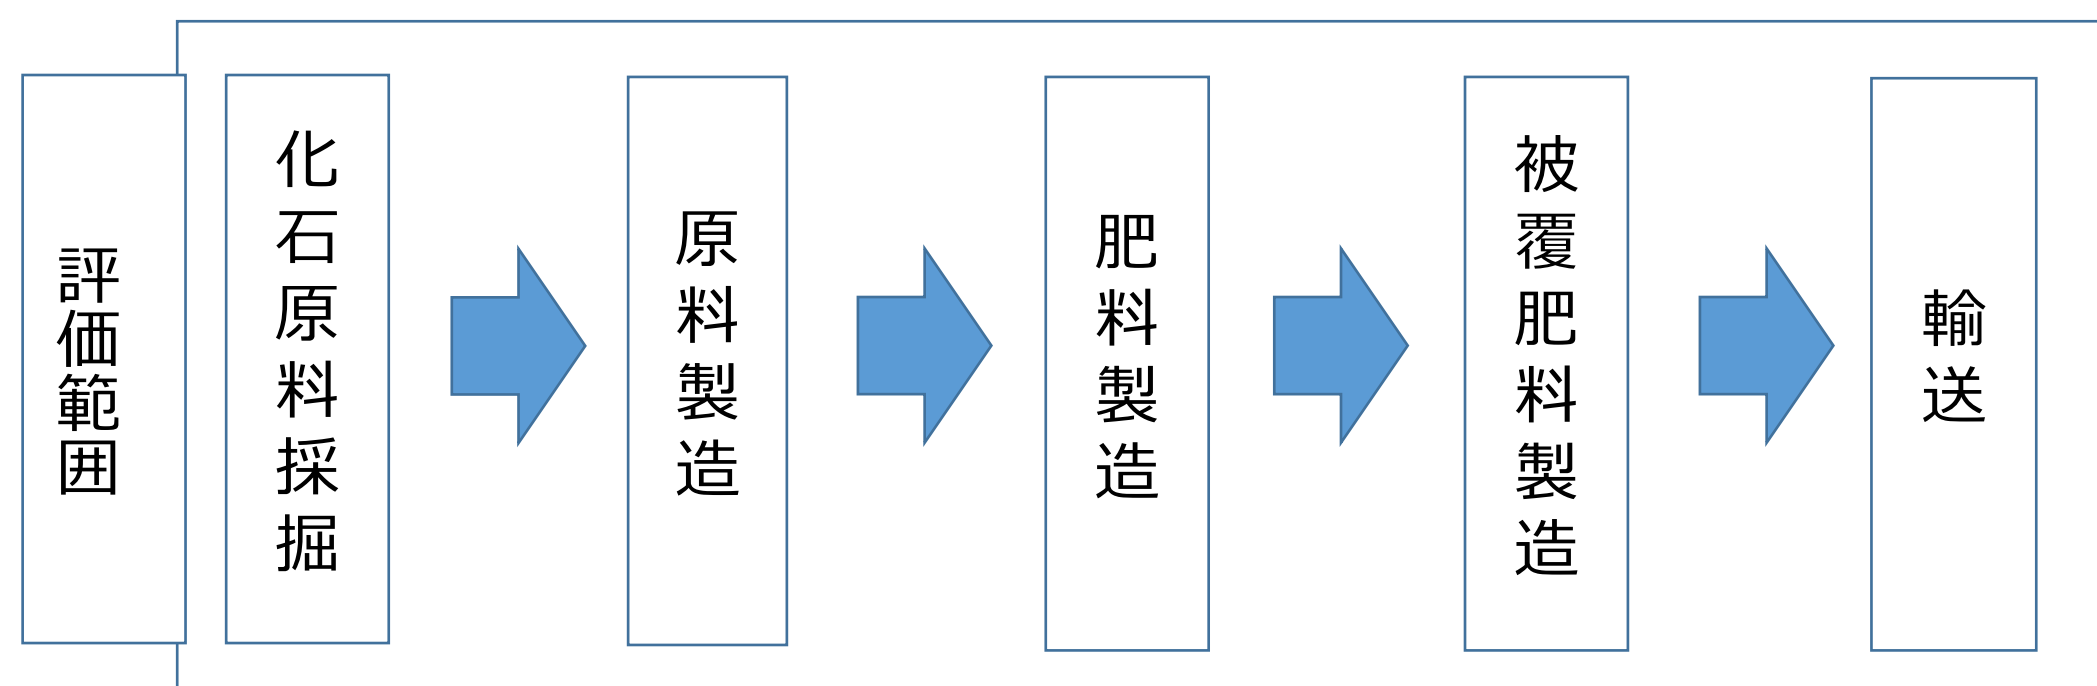 評価範囲
化石原料採掘
原料製造
肥料製造
被覆肥料製造
輸送